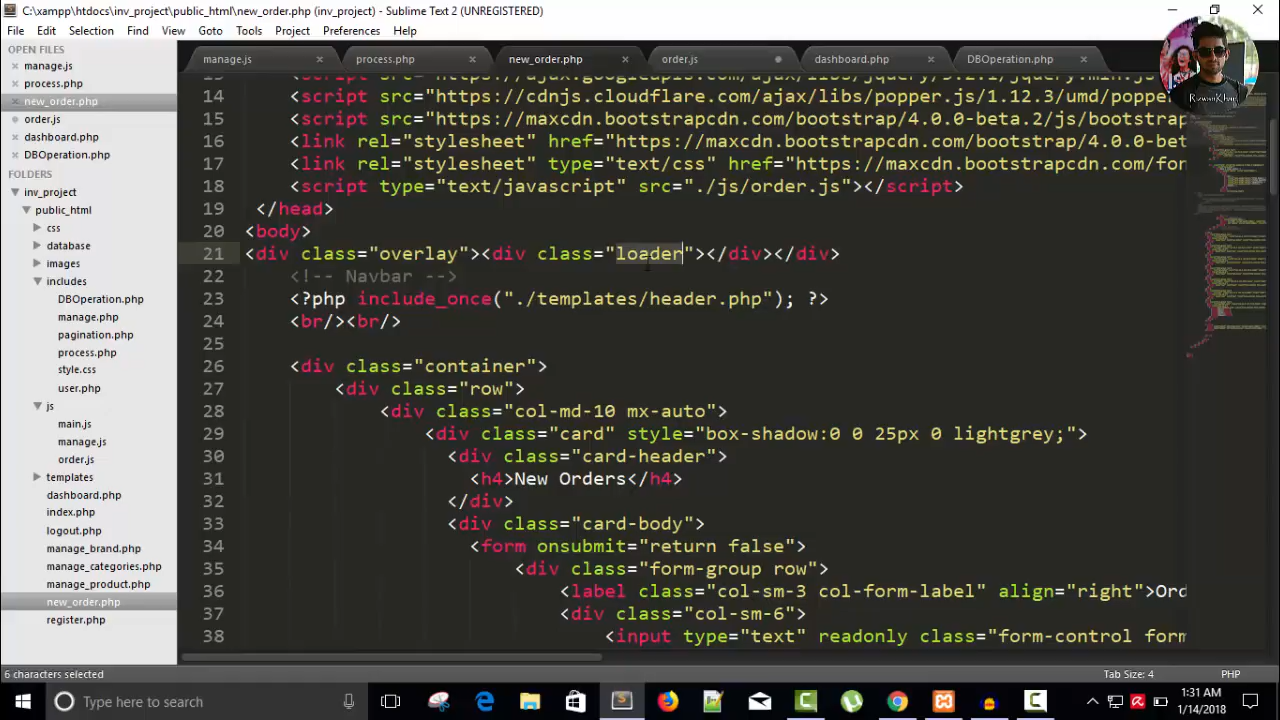 C:\xampp\htdocs\inv_project\public_html\new_order.php (inv_project) - Sublime Text 2 (UNREGISTERED)
File Edit Selection Find View Goto Tools Project Preferences Help
OPEN FILES
manage.js
process.php
new_order.php
order.js
dashboard.php
DBOperation.php
FOLDERS
inv_project
public_html
css
database
images
includes
DBOperation.php
manage.php
pagination.php
process.php
style.css
user.php
js
main.js
manage.js
order.js
templates
dashboard.php
index.php
logout.php
manage_brand.php
manage_categories.php
manage_product.php
new_order.php
register.php
manage.js process.php new_order.php order.js dashboard.php DBOperation.php
Rizwan Khan
14 <script src="https://cdnjs.cloudflare.com/ajax/libs/popper.js/1.12.3/umd/popper
15 <script src="https://maxcdn.bootstrapcdn.com/bootstrap/4.0.0-beta.2/js/bootstra
16 <link rel="stylesheet" href="https://maxcdn.bootstrapcdn.com/bootstrap/4.0.0-bet
17 <link rel="stylesheet" type="text/css" href="https://maxcdn.bootstrapcdn.com/for
18 <script type="text/javascript" src="./js/order.js"></script>
19 </head>
20 <body>
21 <div class="overlay"><div class="loader"></div></div>
22 <!-- Navbar -->
23 <?php include_once("./templates/header.php"); ?>
24 <br/><br/>
25
26 <div class="container">
27 <div class="row">
28 <div class="col-md-10 mx-auto">
29 <div class="card" style="box-shadow:0 0 25px 0 lightgrey;">
30 <div class="card-header">
31 <h4>New Orders</h4>
32 </div>
33 <div class="card-body">
34 <form onsubmit="return false">
35 <div class="form-group row">
36 <label class="col-sm-3 col-form-label" align="right">Ord
37 <div class="col-sm-6">
38 <input type="text" readonly class="form-control form
6 characters selected
Tab Size: 4 PHP
Type here to search
1:31 AM
1/14/2018